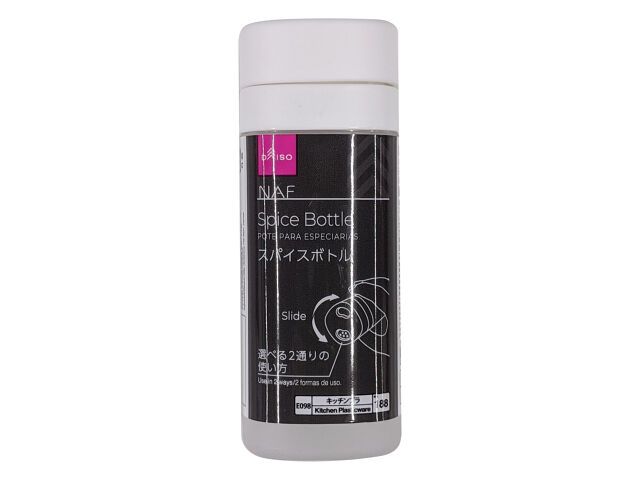 DAISO
NAF
Spice Bottle
POTE PARA ESPECIARIAS
スパイスボトル
Slide
選べる2通りの
使い方
Use in 2 ways/2 formas de uso.
E098 キッチンプラ 188
Kitchen Plasticware